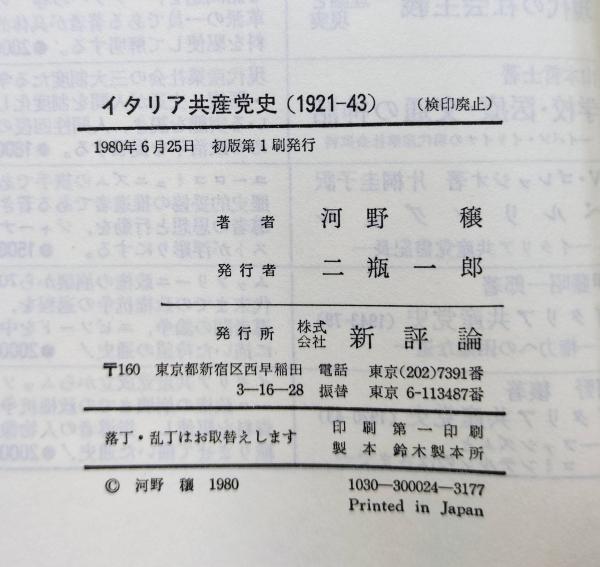 イタリア共産党史(1921-43) (検印廃止)
1980年6月25日 初版第1刷発行
著者 河野穣
発行者 二瓶一郎
発行所 株式会社 新評論
〒160 東京都新宿区西早稲田 電話 東京(202)7391番
3-16-28 振替 東京6-113487番
落丁・乱丁はお取替えします 印刷 第一印刷
製本 鈴木製本所
© 河野 穰 1980 1030-300024-3177
Printed in Japan